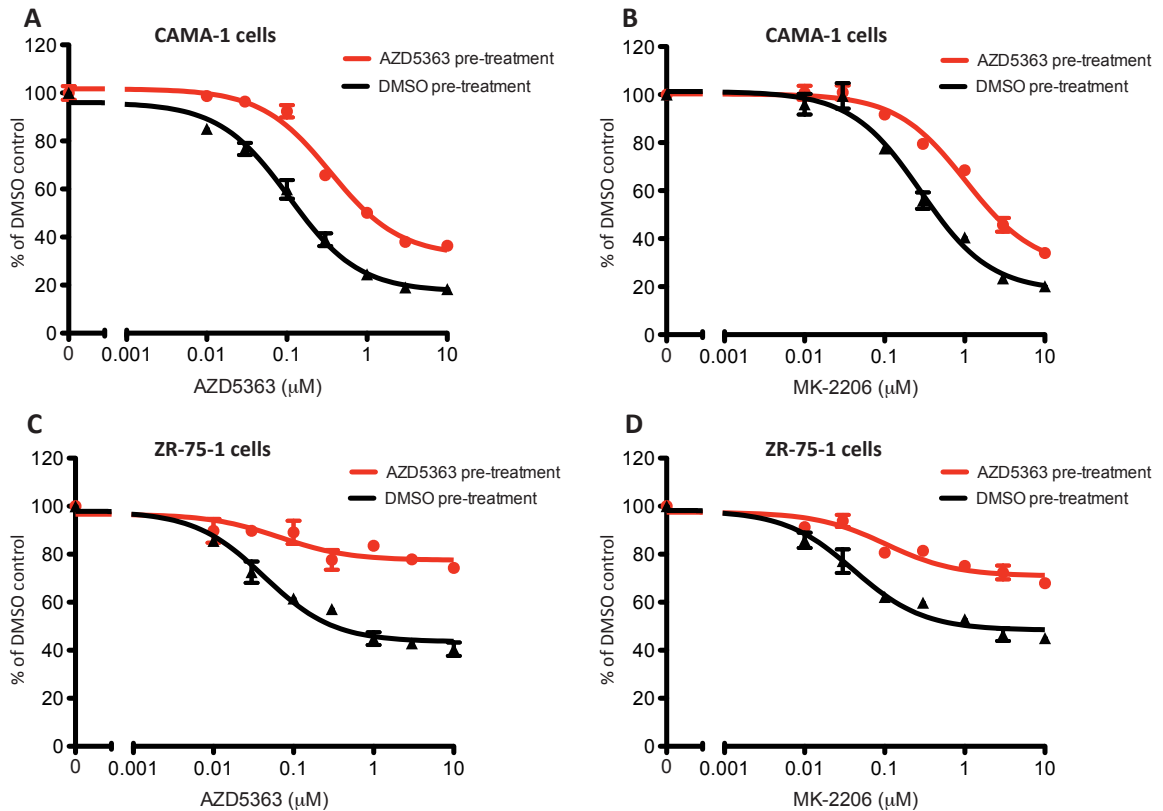 A
CAMA-1 cells
AZD5363 pre-treatment
DMSO pre-treatment
% of DMSO control
120
100
80
60
40
20
0
0
0.001
0.01
0.1
1
10
AZD5363 (μM)
B
CAMA-1 cells
AZD5363 pre-treatment
DMSO pre-treatment
% of DMSO control
120
100
80
60
40
20
0
0
0.001
0.01
0.1
1
10
MK-2206 (μM)
C
ZR-75-1 cells
AZD5363 pre-treatment
DMSO pre-treatment
% of DMSO control
120
100
80
60
40
20
0
0
0.001
0.01
0.1
1
10
AZD5363 (μM)
D
ZR-75-1 cells
AZD5363 pre-treatment
DMSO pre-treatment
% of DMSO control
120
100
80
60
40
20
0
0
0.001
0.01
0.1
1
10
MK-2206 (μM)